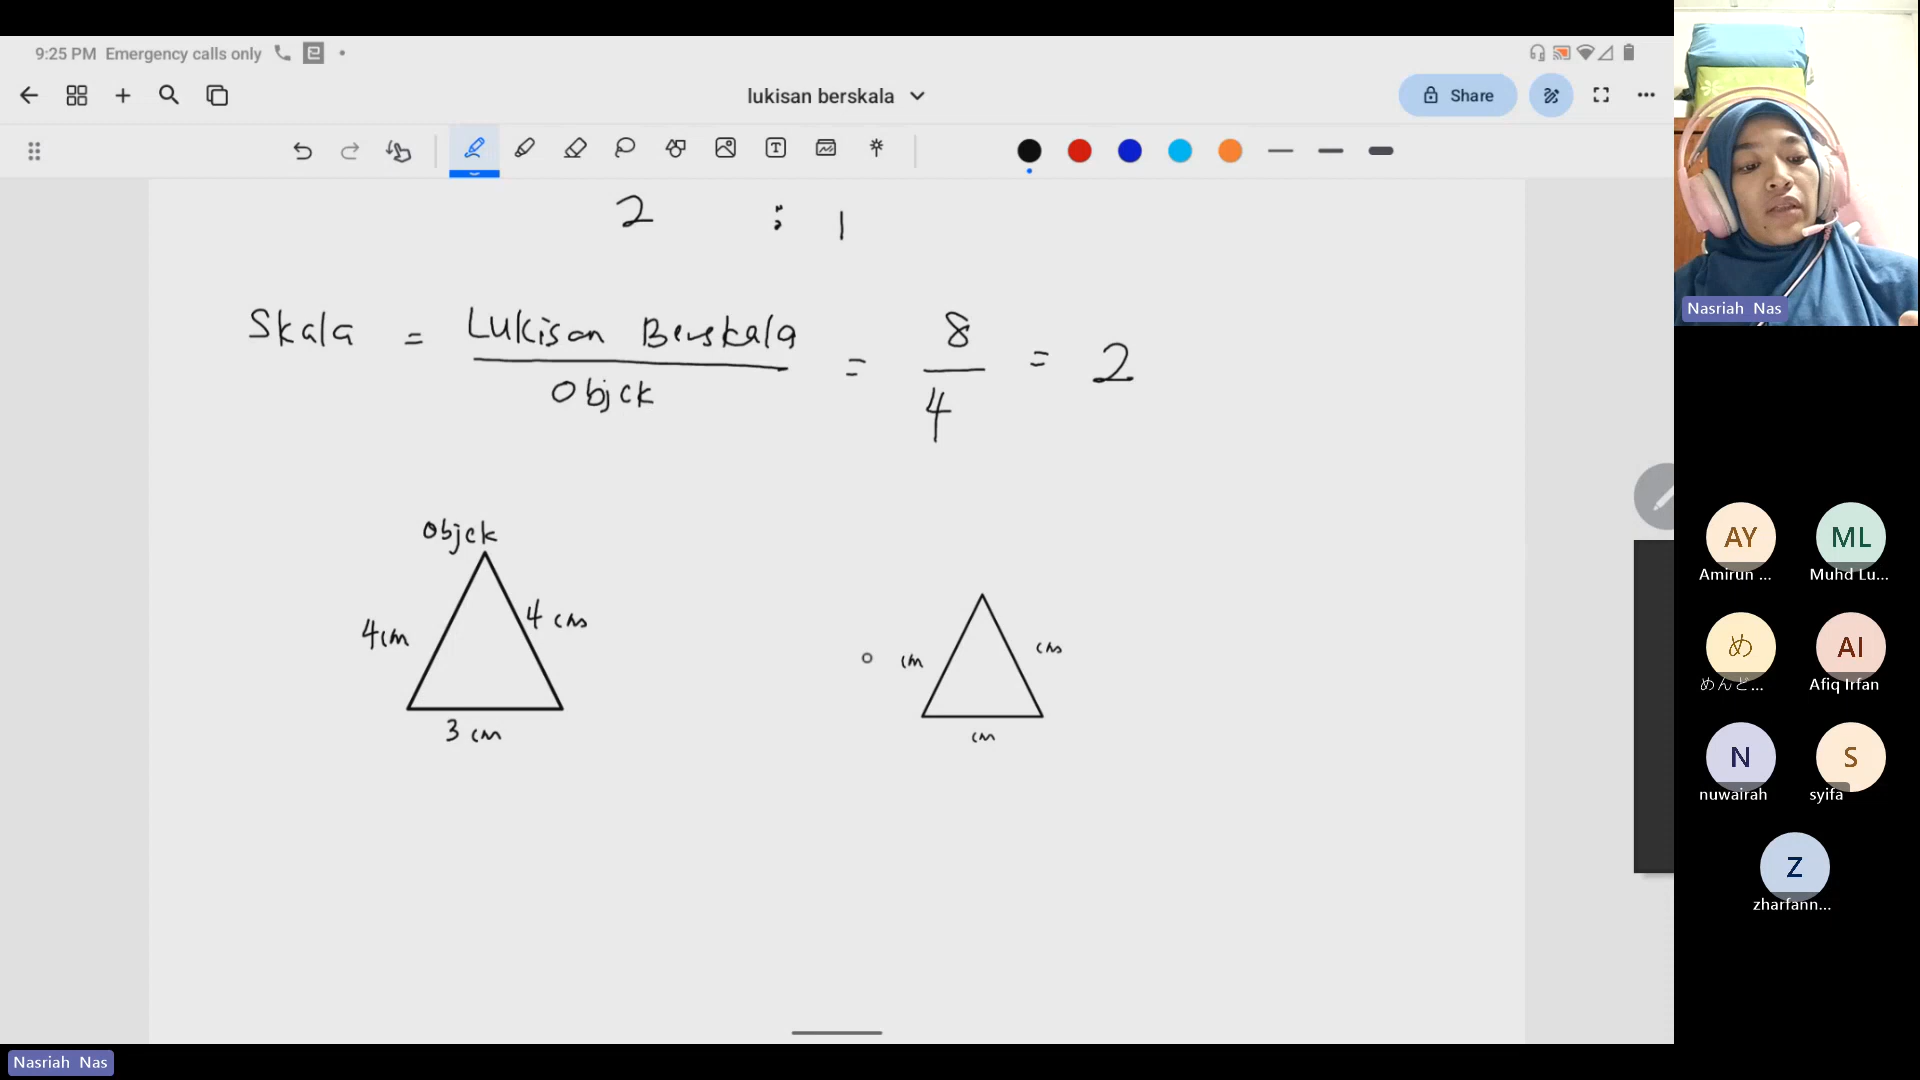 9:25 PM Emergency calls only
lukisan berskala
Share
2 : 1
Skala = Lukisan Berskala / Objek = 8 / 4 = 2
Objek
4cm
4 cm
3 cm
cm
cm
cm
Nasriah Nas
AY
Amirun ...
ML
Muhd Lu...
め
めんど...
AI
Afiq Irfan
N
nuwairah
S
syifa
Z
zharfann...
Nasriah Nas